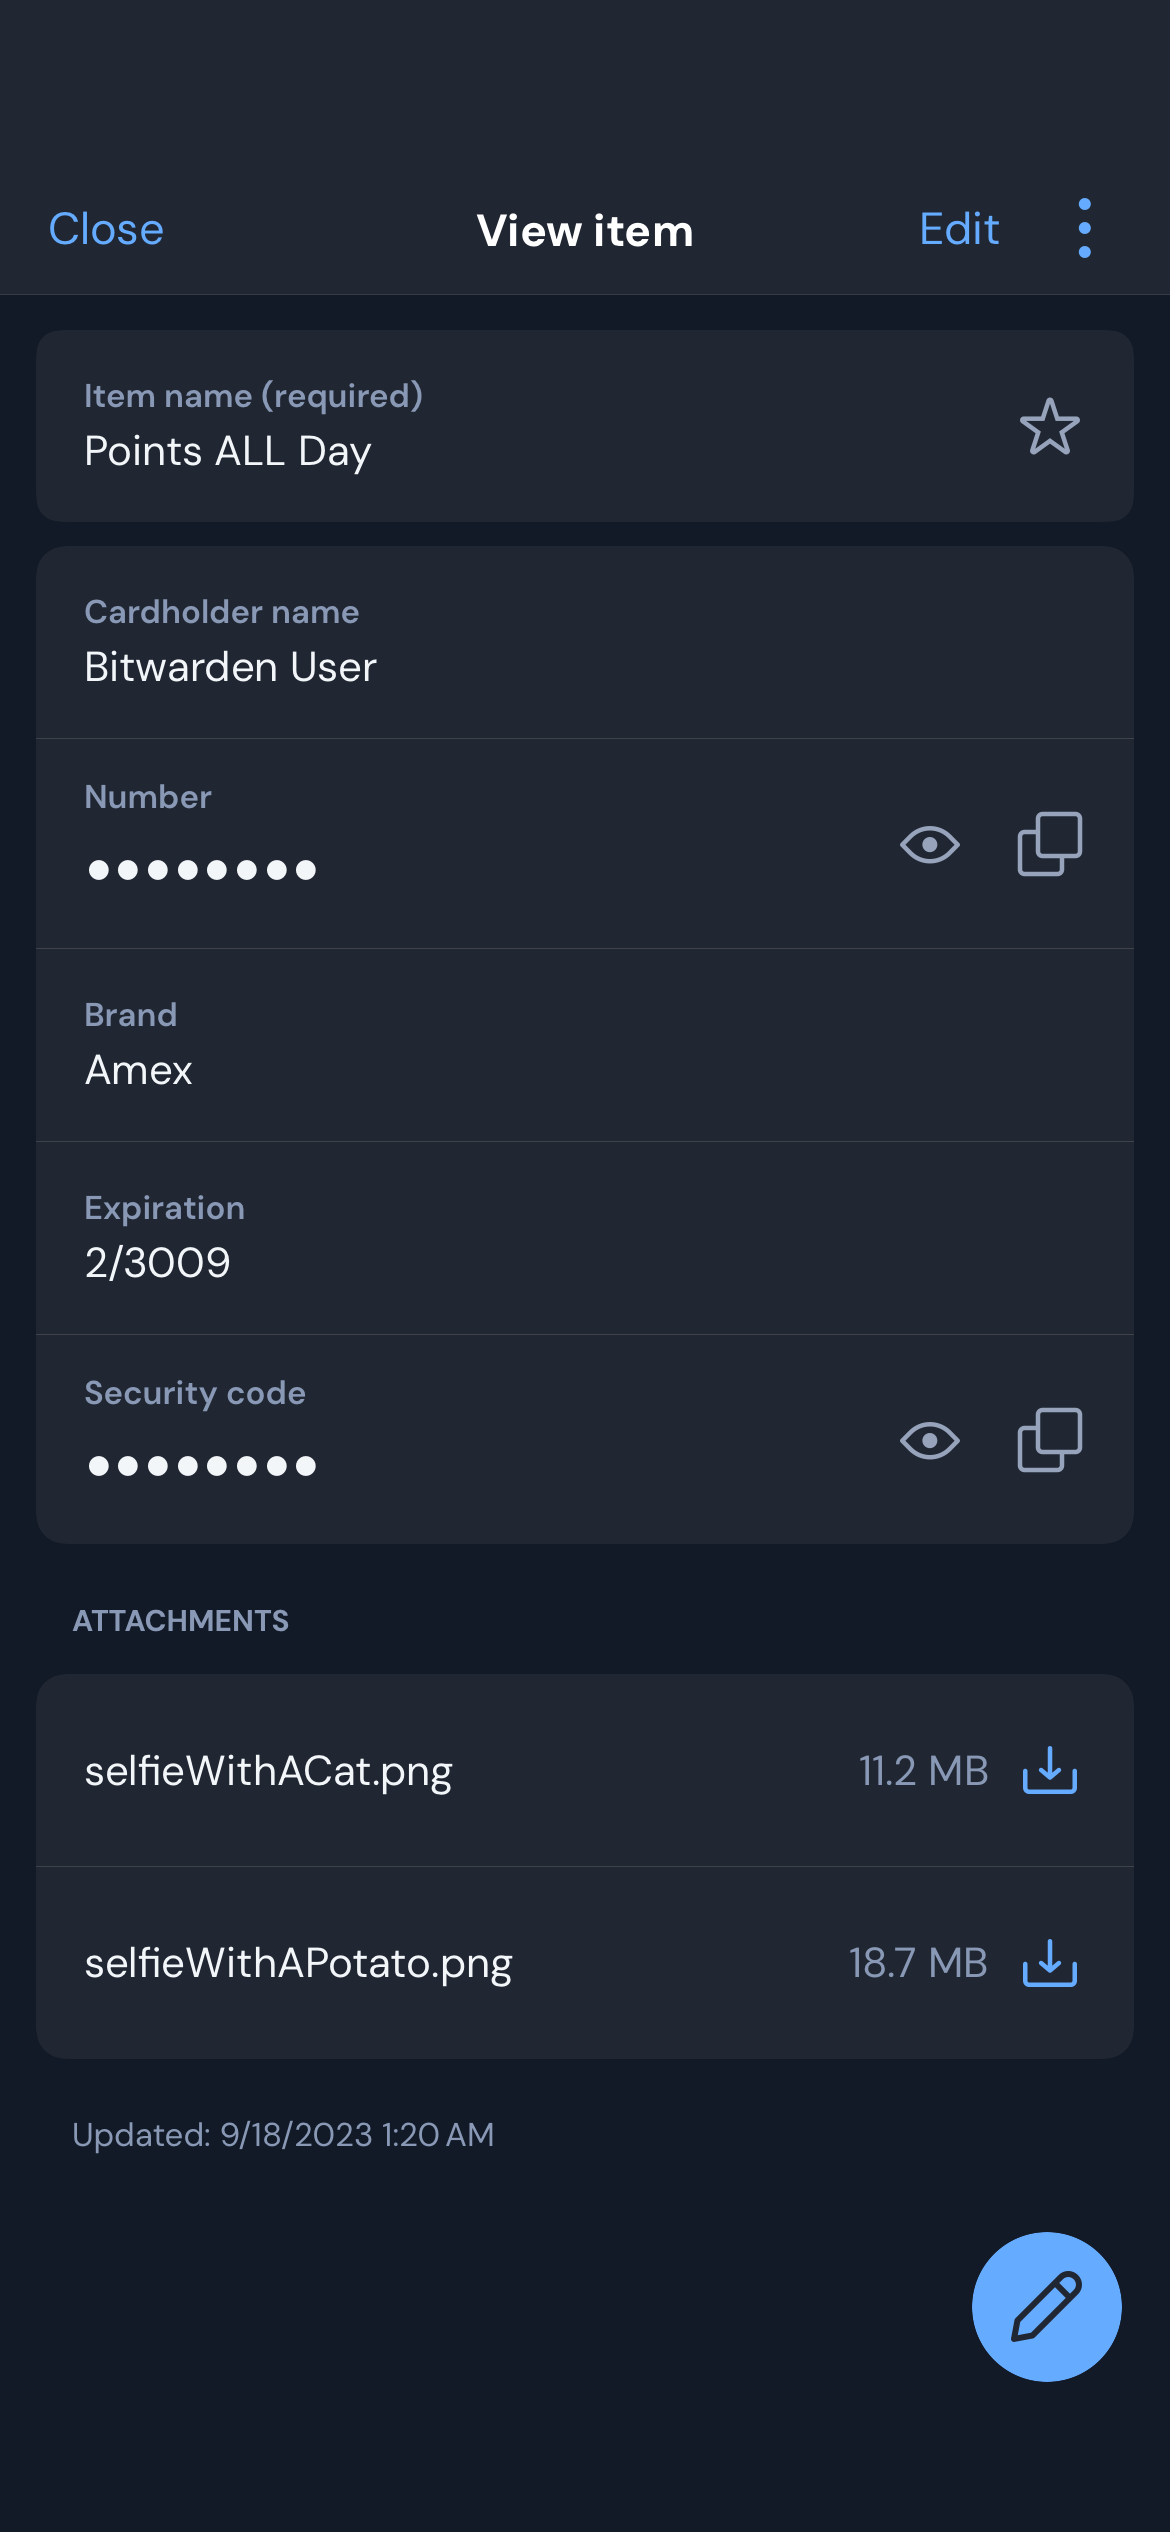 Close View item Edit
Item name (required)
Points ALL Day
Cardholder name
Bitwarden User
Number
●●●●●●●●
Brand
Amex
Expiration
2/3009
Security code
●●●●●●●●
ATTACHMENTS
selfieWithACat.png 11.2 MB
selfieWithAPotato.png 18.7 MB
Updated: 9/18/2023 1:20 AM